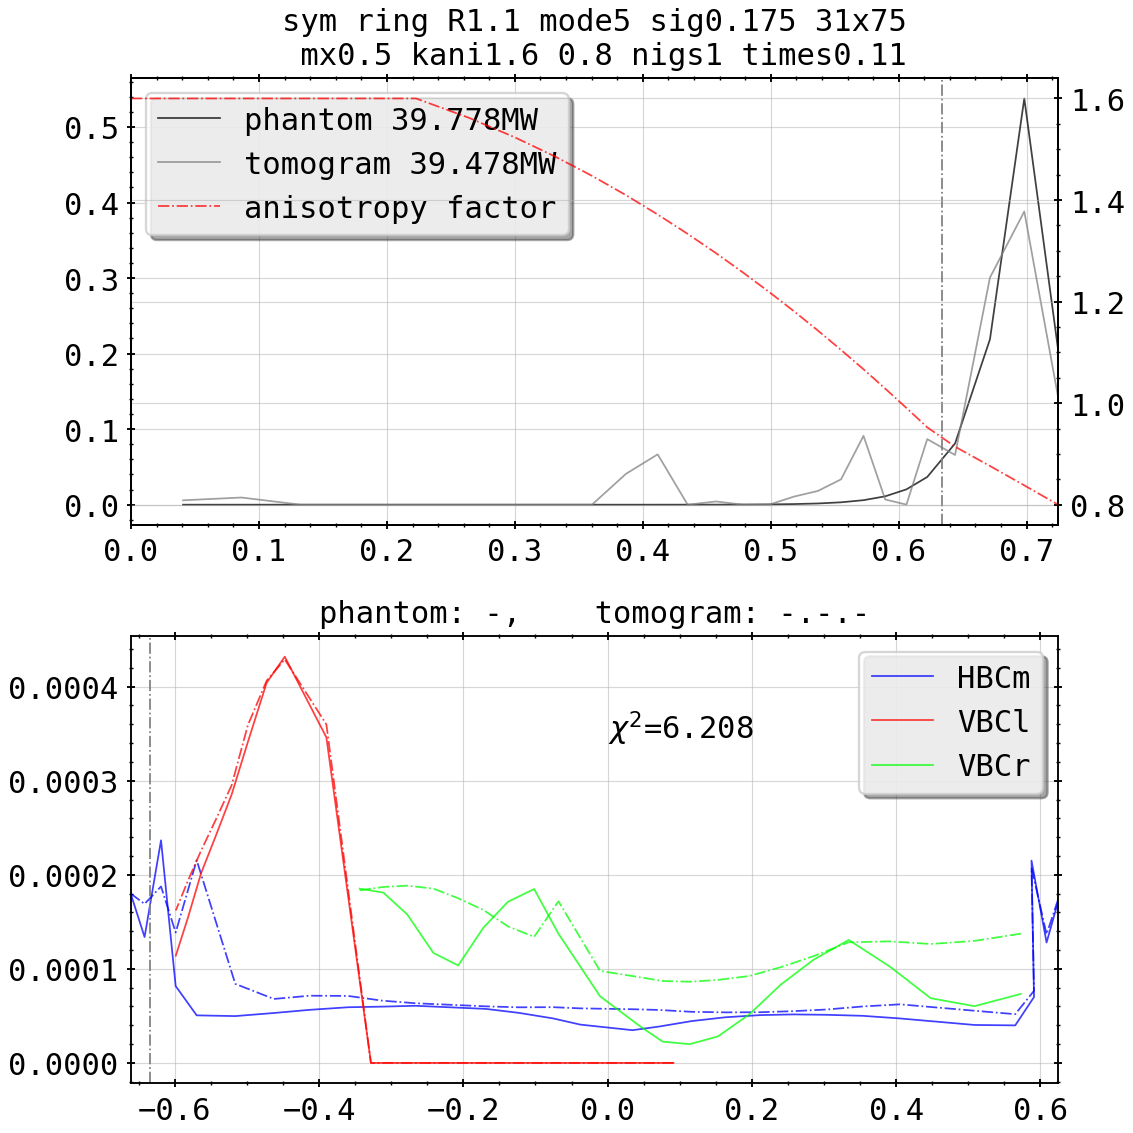 sym ring R1.1 mode5 sig0.175 31x75
mx0.5 kani1.6 0.8 nigs1 times0.11
phantom 39.778MW
tomogram 39.478MW
anisotropy factor
0.5
0.4
0.3
0.2
0.1
0.0
1.6
1.4
1.2
1.0
0.8
0.0 0.1 0.2 0.3 0.4 0.5 0.6 0.7
phantom: -, tomogram: -.-.-
HBCm
VBCl
VBCr
χ²=6.208
0.0004
0.0003
0.0002
0.0001
0.0000
−0.6 −0.4 −0.2 0.0 0.2 0.4 0.6